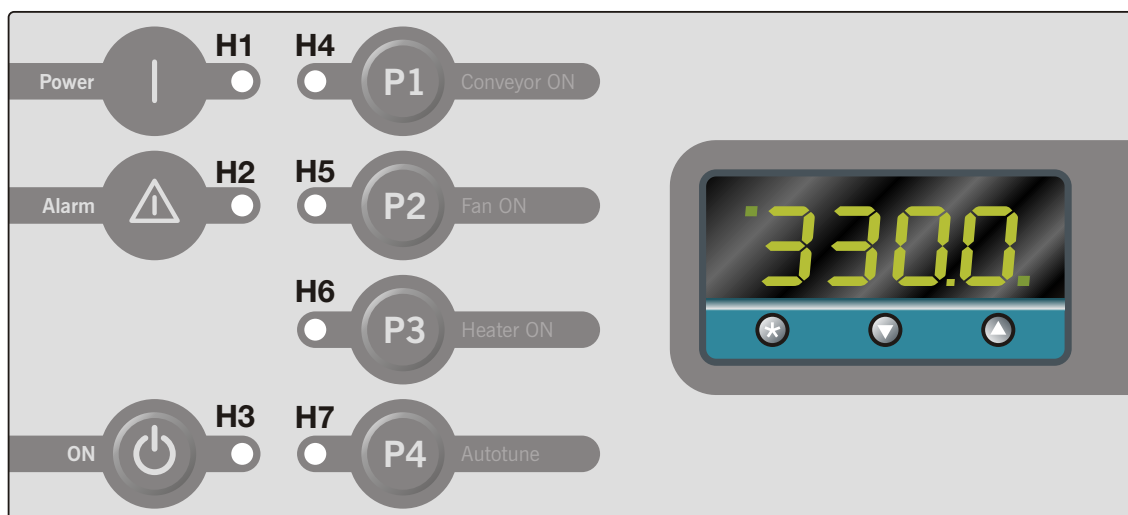 H1 H4
Power P1 Conveyor ON
H2 H5
Alarm P2 Fan ON
330.0
H6
P3 Heater ON
H3 H7
ON P4 Autotune